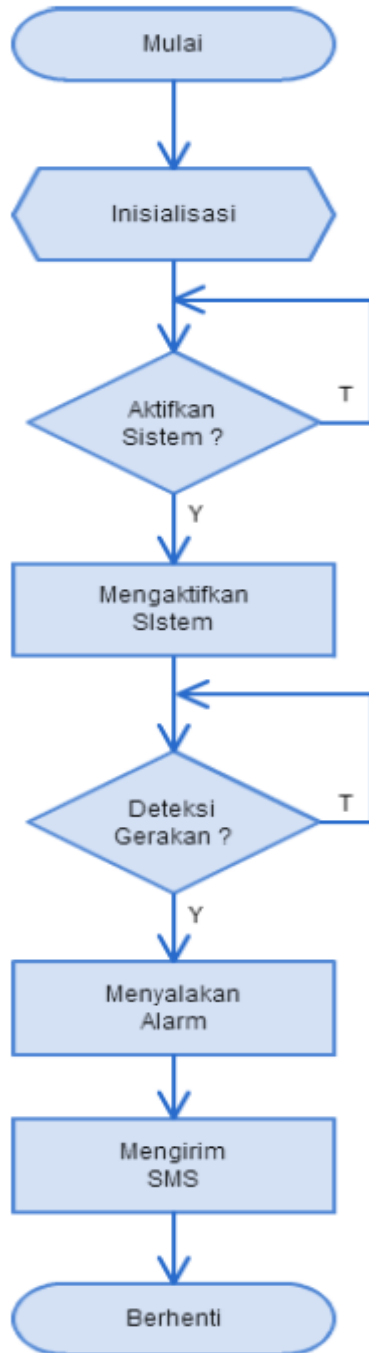 Mulai
Inisialisasi
Aktifkan
Sistem ?
T
Y
Mengaktifkan
SIstem
Deteksi
Gerakan ?
T
Y
Menyalakan
Alarm
Mengirim
SMS
Berhenti